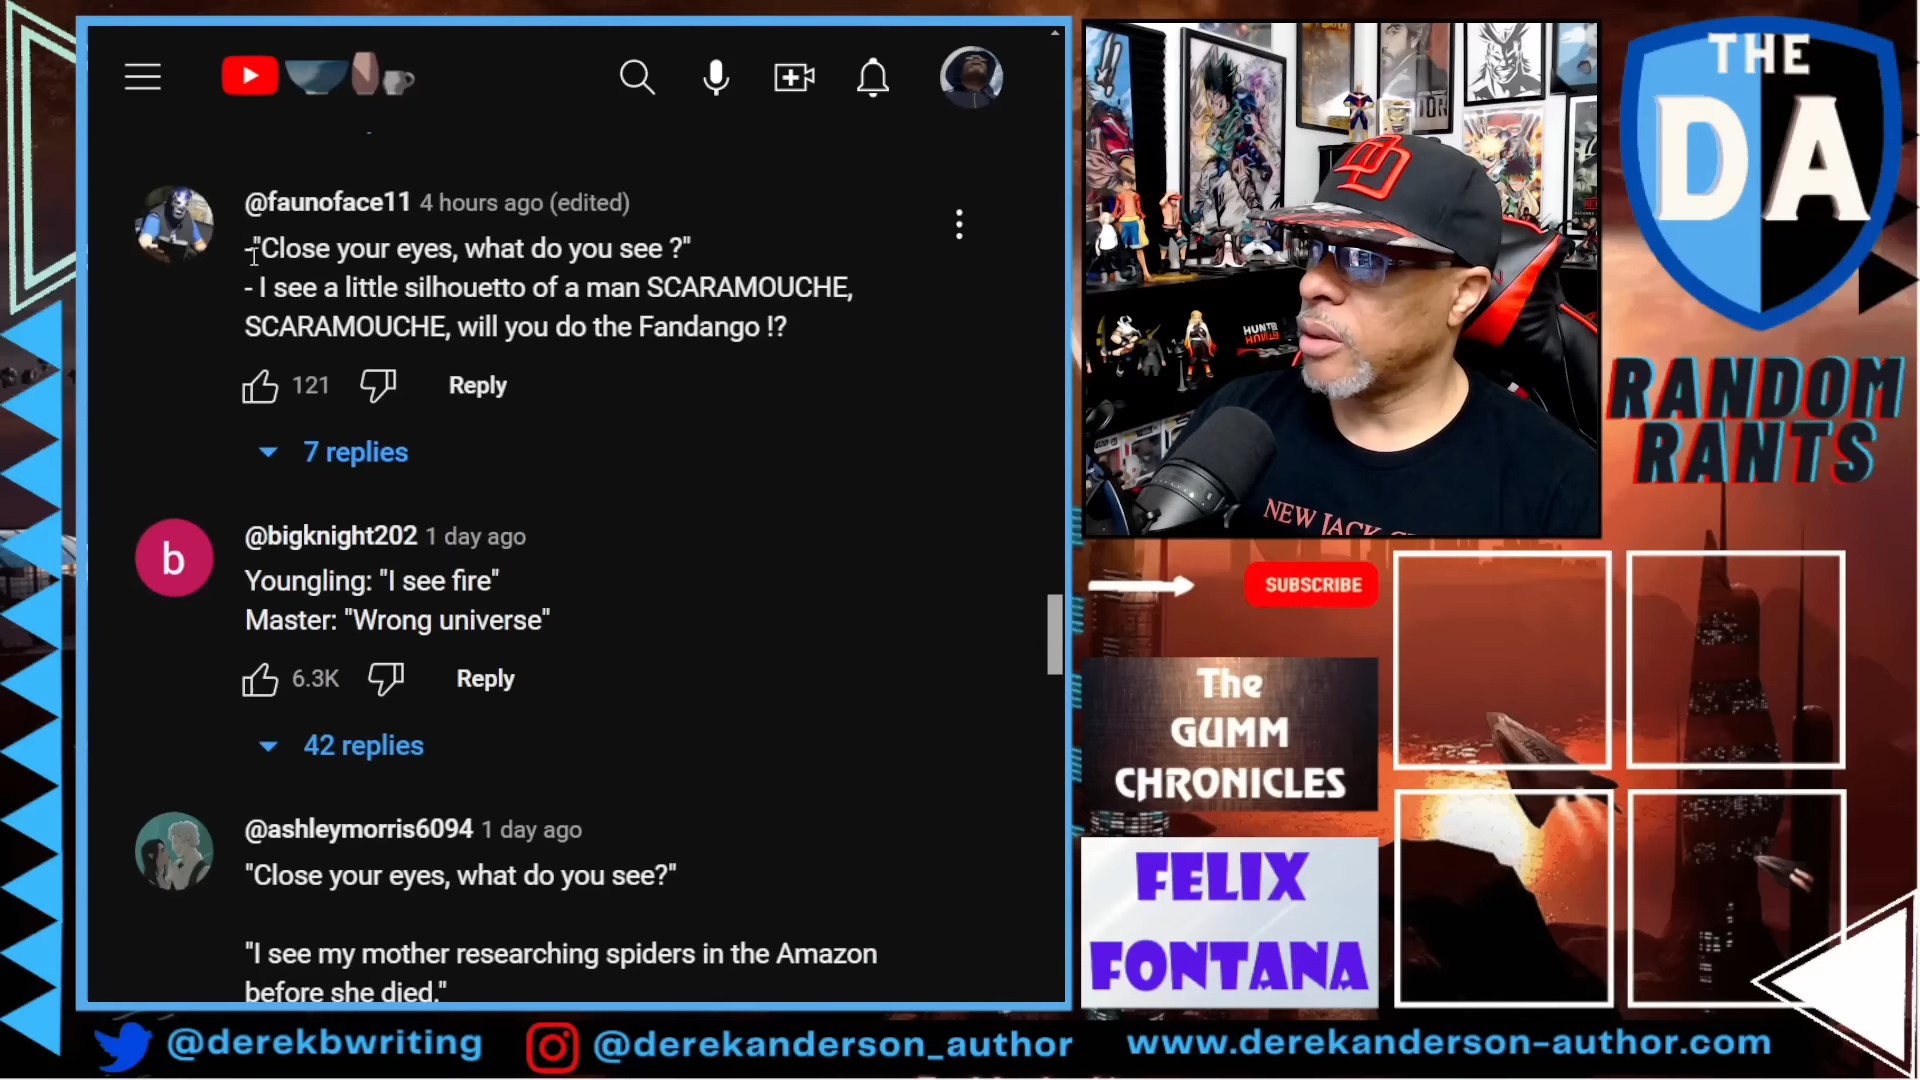 @faunoface11 4 hours ago (edited)
-"Close your eyes, what do you see ?"
- I see a little silhouetto of a man SCARAMOUCHE,
SCARAMOUCHE, will you do the Fandango !?
121 Reply
7 replies
b
@bigknight202 1 day ago
Youngling: "I see fire"
Master: "Wrong universe"
6.3K Reply
42 replies
@ashleymorris6094 1 day ago
"Close your eyes, what do you see?"
"I see my mother researching spiders in the Amazon
before she died."
HUNTER
HUNTER
NEW JACK
THE
DA
RANDOM
RANTS
SUBSCRIBE
The
GUMM
CHRONICLES
FELIX
FONTANA
@derekbwriting @derekanderson_author www.derekanderson-author.com